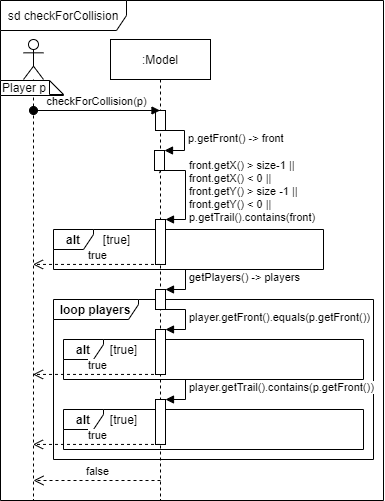 sd checkForCollision
Player p
:Model
checkForCollision(p)
p.getFront() -> front
front.getX() > size-1 ||
front.getX() < 0 ||
front.getY() > size -1 ||
front.getY() < 0 ||
p.getTrail().contains(front)
alt [true]
true
getPlayers() -> players
loop players
player.getFront().equals(p.getFront())
alt [true]
true
player.getTrail().contains(p.getFront())
alt [true]
true
false